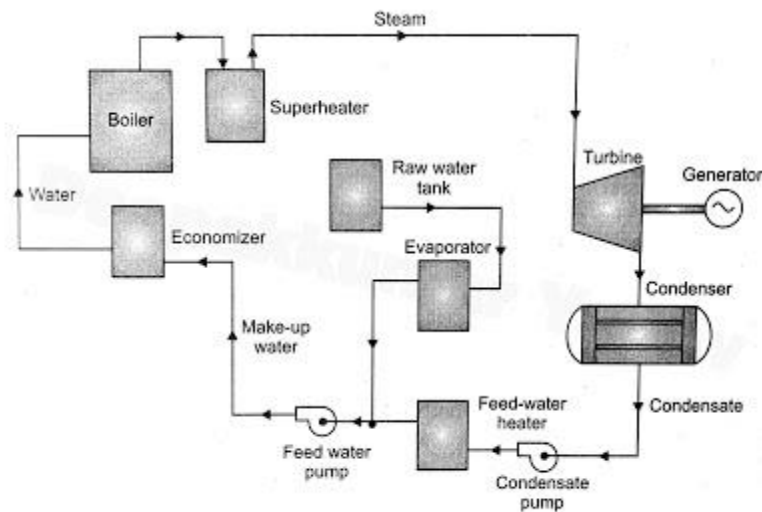 Steam
Boiler
Superheater
Turbine
Raw water
tank
Generator
Water
Economizer
Evaporator
Condenser
Make-up
water
Feed-water
heater
Condensate
Feed water
pump
Condensate
pump